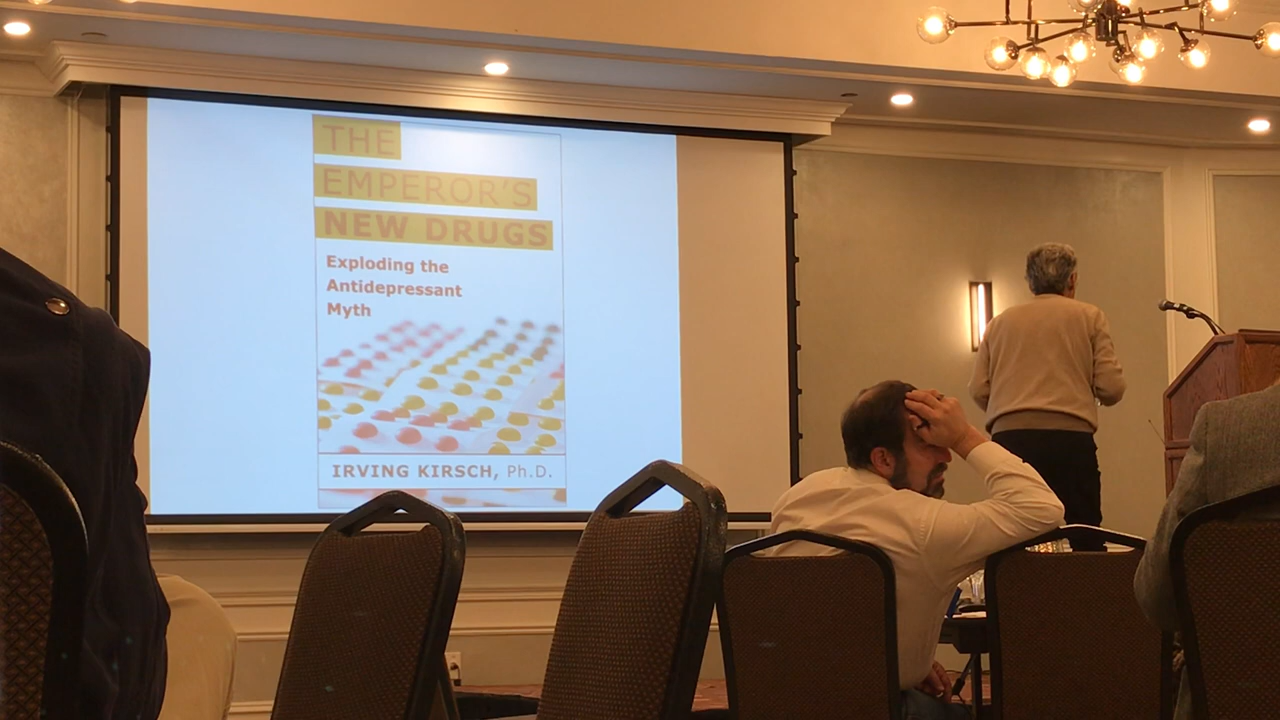 THE
EMPEROR'S
NEW DRUGS
Exploding the
Antidepressant
Myth
IRVING KIRSCH, Ph.D.